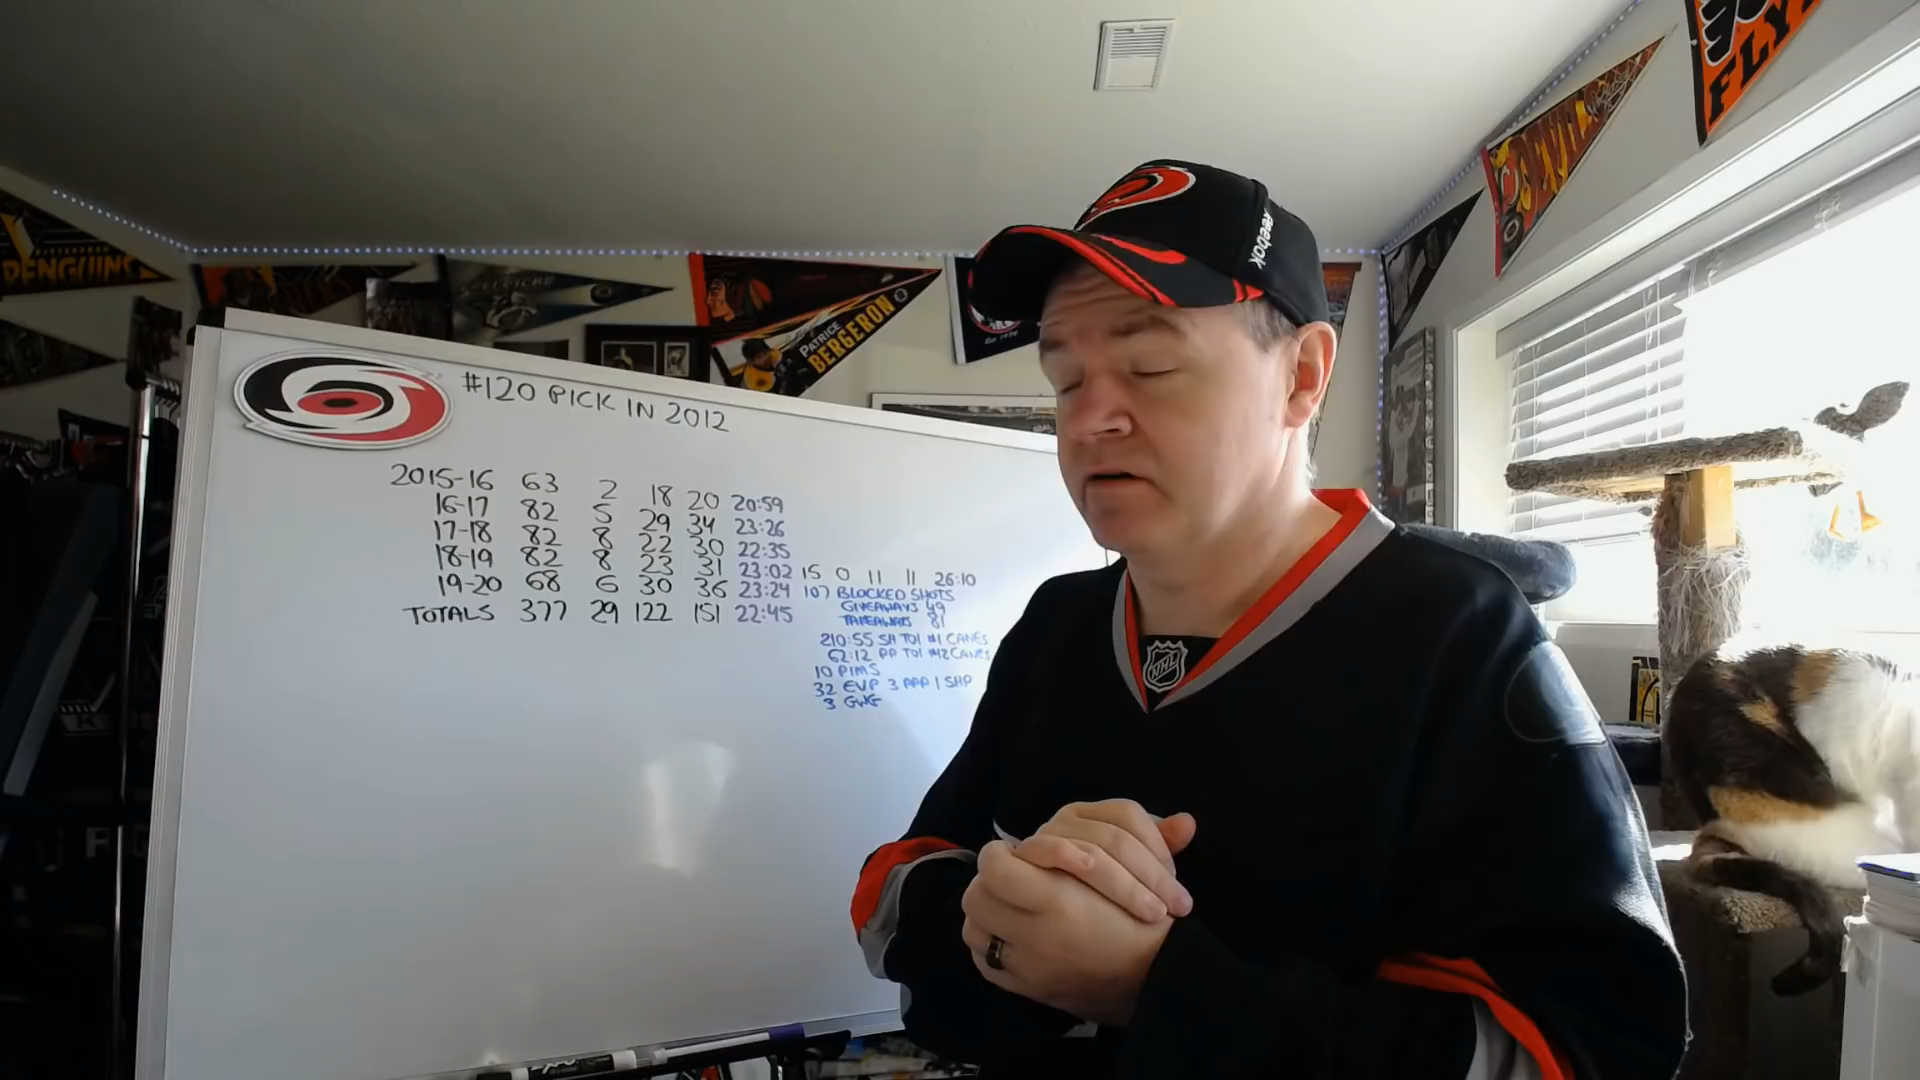 FLY
DEVILS
Reebok
PENGUINS
PATRICE
BERGERON
#120 PICK IN 2012
2015-16 63 2 18 20 20:59
16-17 82 5 29 34 23:26
17-18 82 8 22 30 22:35
18-19 82 8 23 31 23:02 15 0 11 11 26:10
19-20 68 6 30 36 23:24 107 BLOCKED SHOTS
TOTALS 377 29 122 151 22:45 GIVEAWAYS 49
TAKEAWAYS 81
210:55 SH TOI #1 CANES
62:12 PP TOI #12 CANES
10 PIMS
32 EVP 3 PPP 1 SHP
3 GWG
NHL